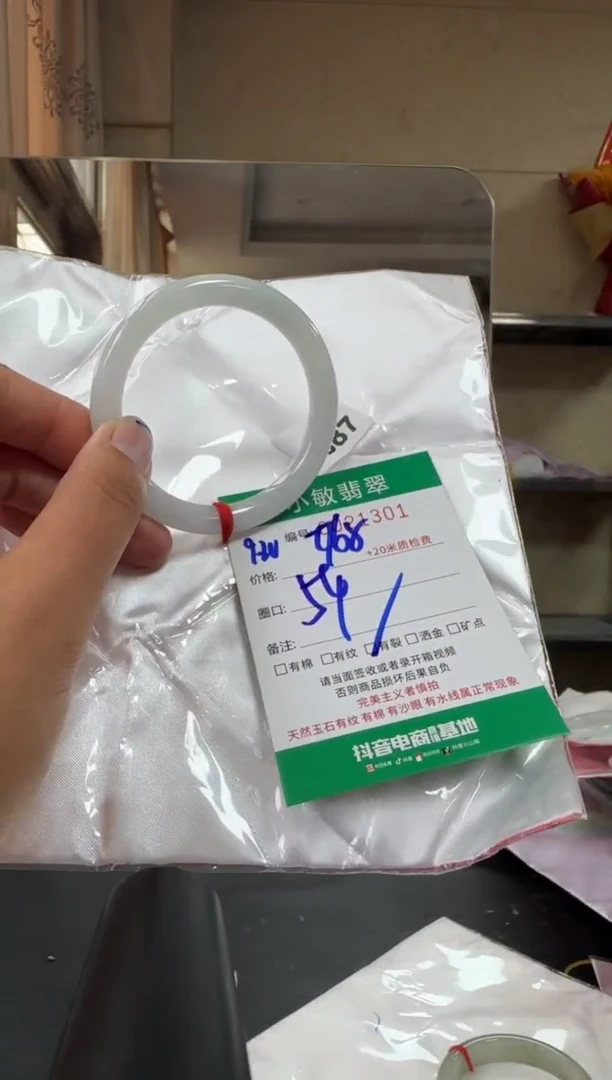 67
小敏翡翠
编号 21301
+20米质检费
价格: 768
圈口: 54
备注:
□有棉 □有纹 □有裂 □洒金 □矿点
请当面签收或者录开箱视频
否则商品损坏后果自负
完美主义者慎拍
天然玉石有纹有棉有沙眼有水线属正常现象
抖音电商基地